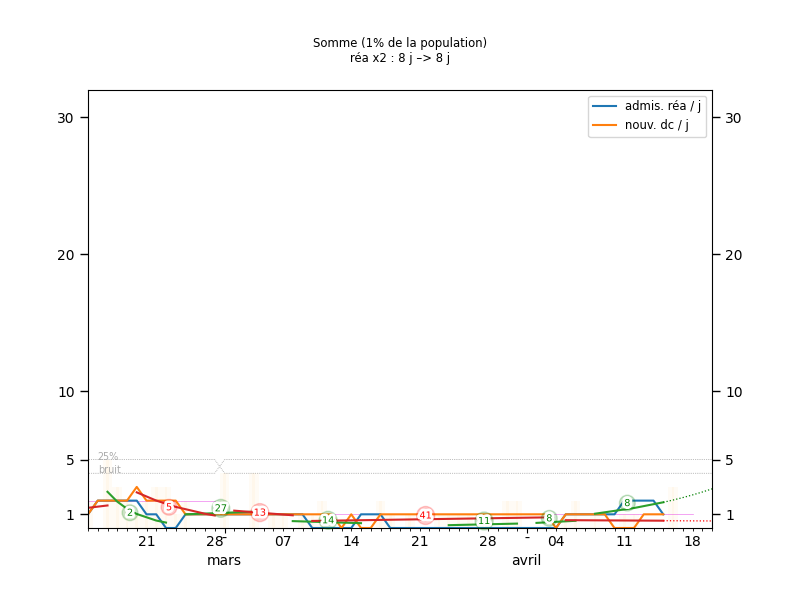 Somme (1% de la population)
réa x2 : 8 j –> 8 j
admis. réa / j
nouv. dc / j
30 30
20 20
10 10
5 5
1 1
25%
bruit
2 5 27 13 14 41 11 8 8
21 28 07 14 21 28 - 04 11 18
mars avril